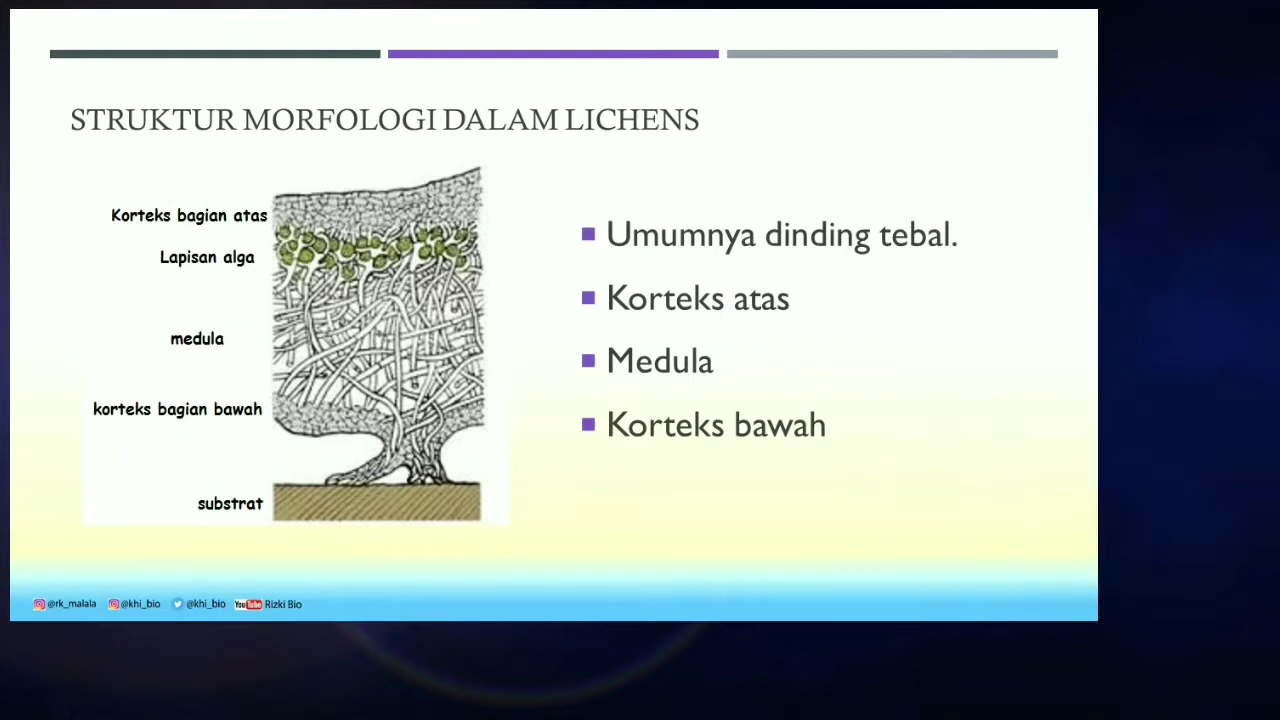 STRUKTUR MORFOLOGI DALAM LICHENS
Korteks bagian atas
Lapisan alga
medula
korteks bagian bawah
substrat
Umumnya dinding tebal.
Korteks atas
Medula
Korteks bawah
@rk_malala @khi_bio @khi_bio YouTube Rizki Bio